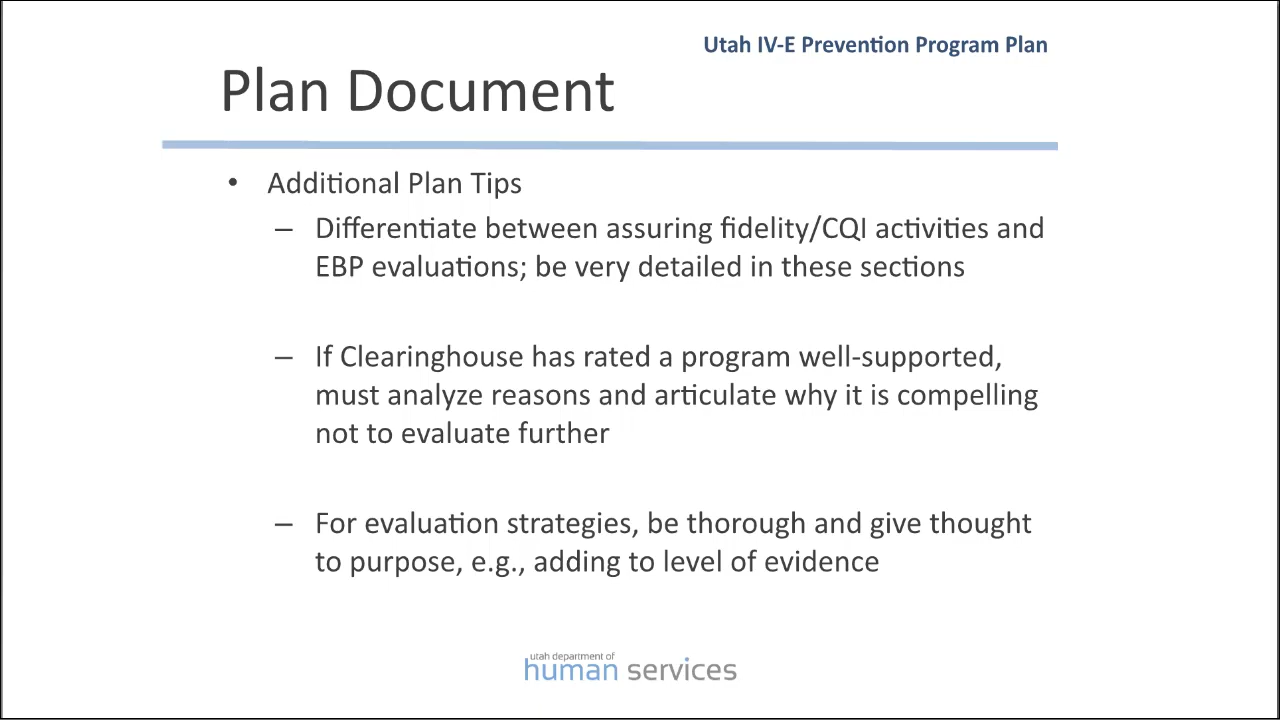 Utah IV-E Prevention Program Plan
Plan Document
• Additional Plan Tips
– Differentiate between assuring fidelity/CQI activities and
EBP evaluations; be very detailed in these sections
– If Clearinghouse has rated a program well-supported,
must analyze reasons and articulate why it is compelling
not to evaluate further
– For evaluation strategies, be thorough and give thought
to purpose, e.g., adding to level of evidence
utah department of
human services